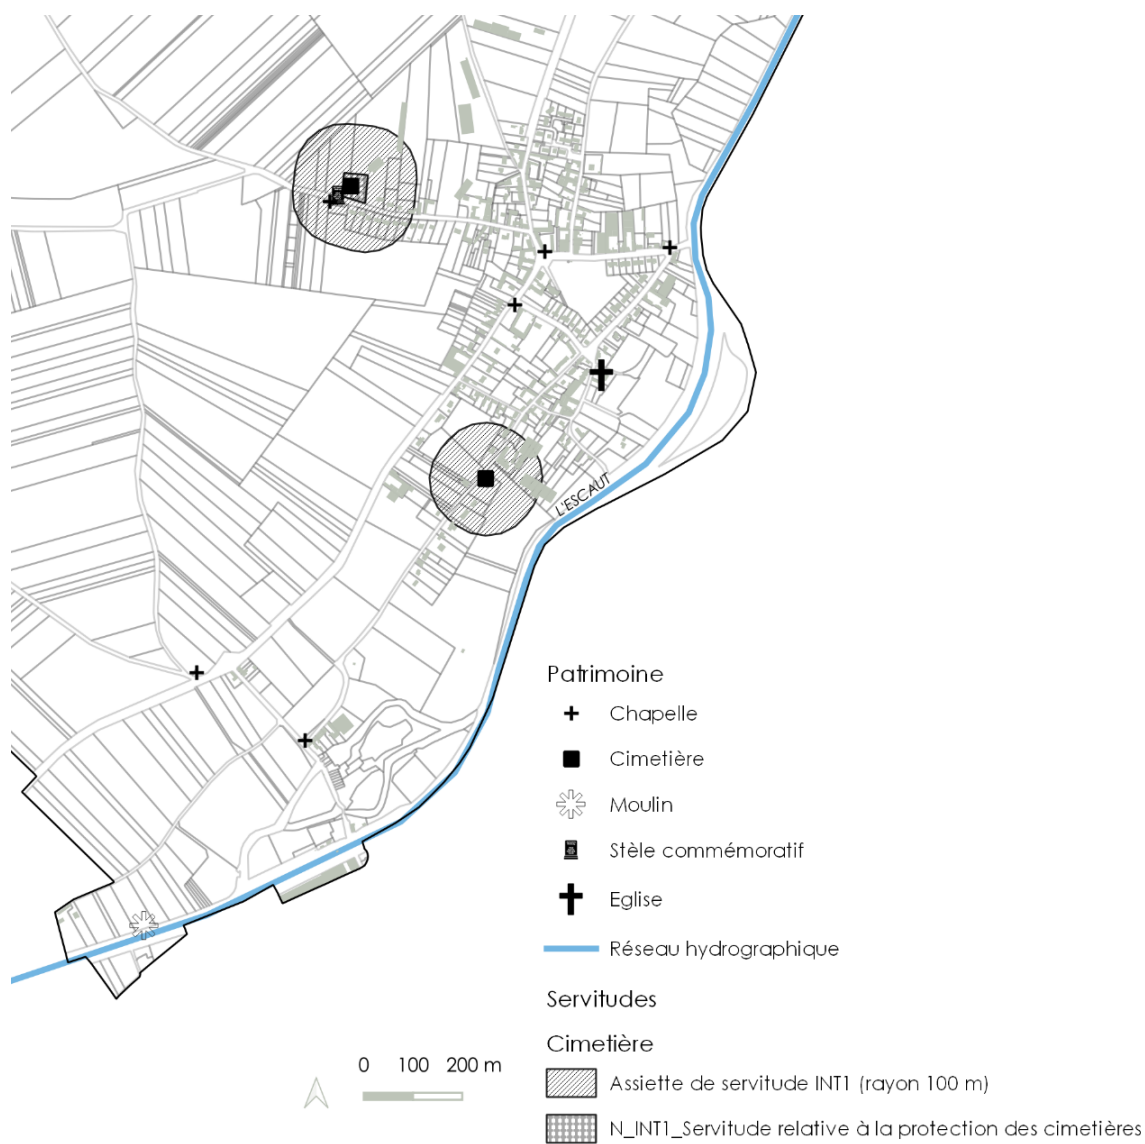 L'ESCAUT
Patrimoine
Chapelle
Cimetière
Moulin
Stèle commémoratif
Eglise
Réseau hydrographique
Servitudes
Cimetière
0 100 200 m
Assiette de servitude INT1 (rayon 100 m)
N_INT1_Servitude relative à la protection des cimetières